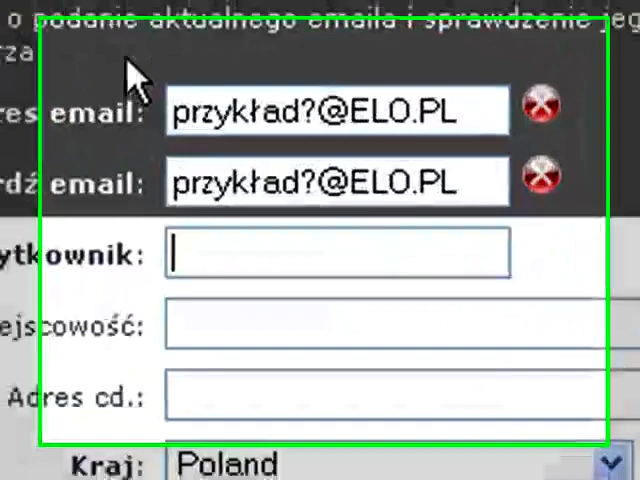 o podanie aktualnego emaila i sprawdzenie jeg
rza
res email: przykład?@ELO.PL
rdź email: przykład?@ELO.PL
ytkownik:
ejscowość:
Adres cd.:
Kraj: Poland